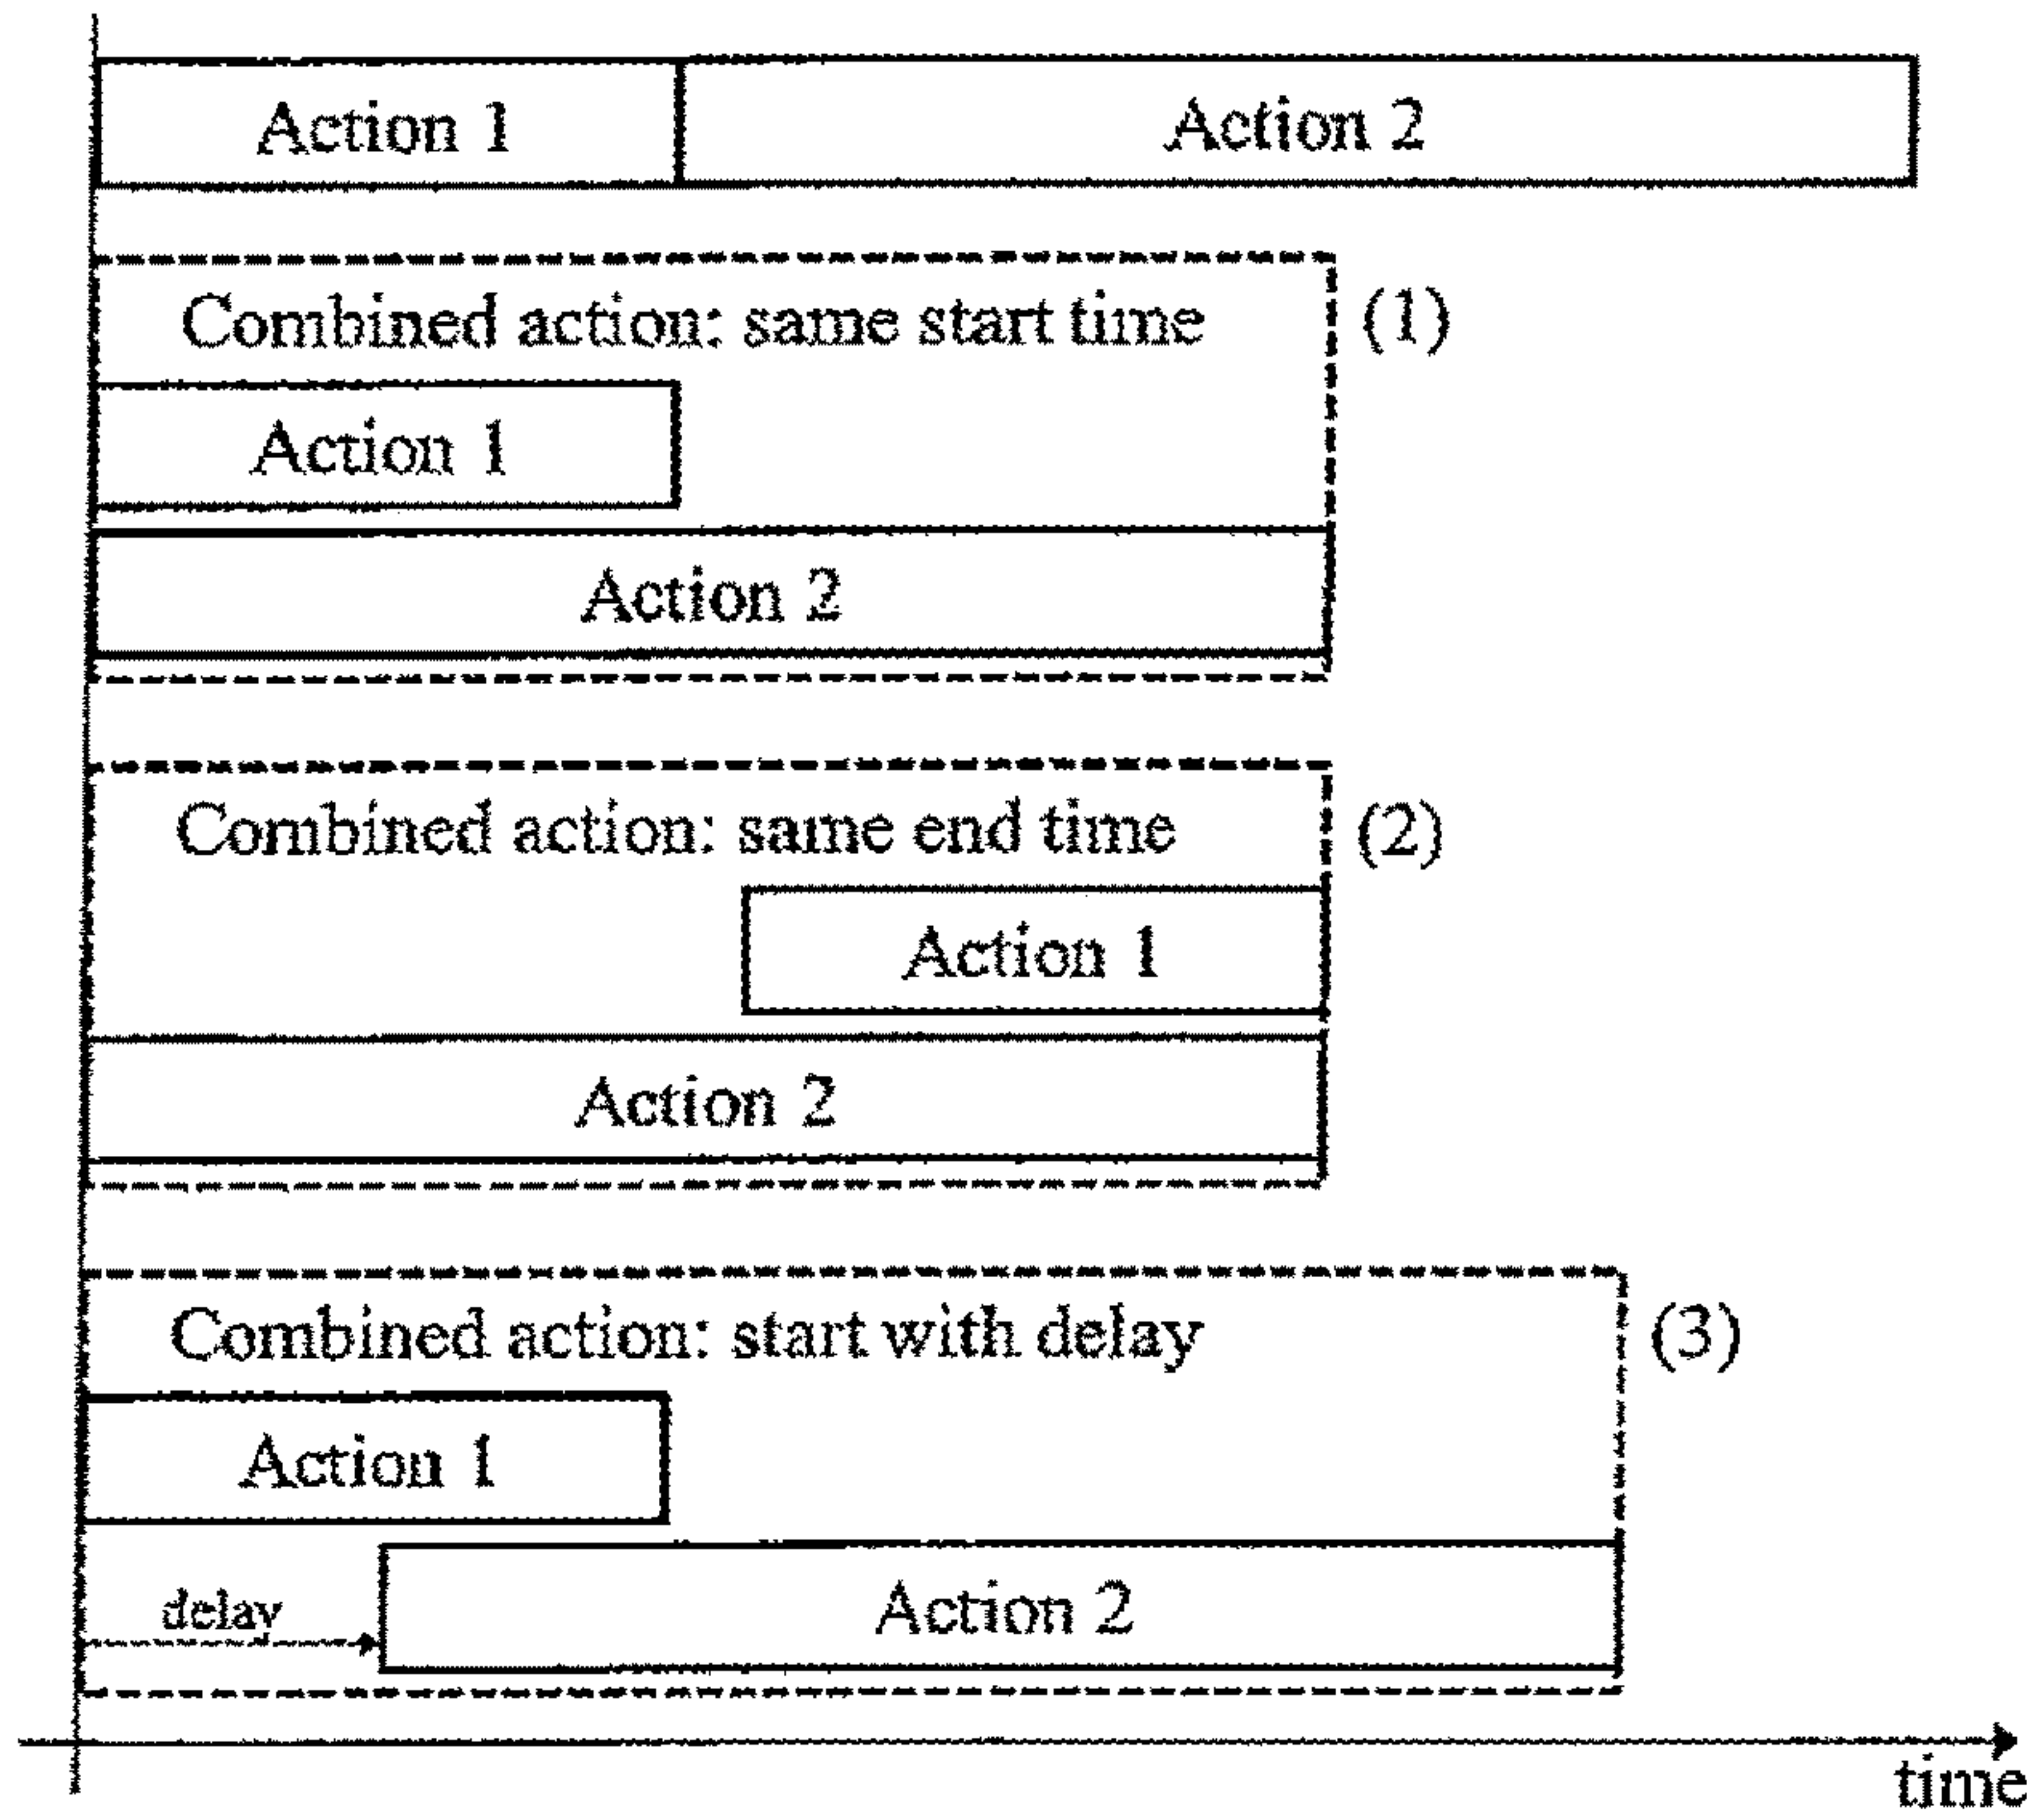 Action 1 Action 2
Combined action: same start time (1)
Action 1
Action 2
Combined action: same end time (2)
Action 1
Action 2
Combined action: start with delay (3)
Action 1
delay
Action 2
time